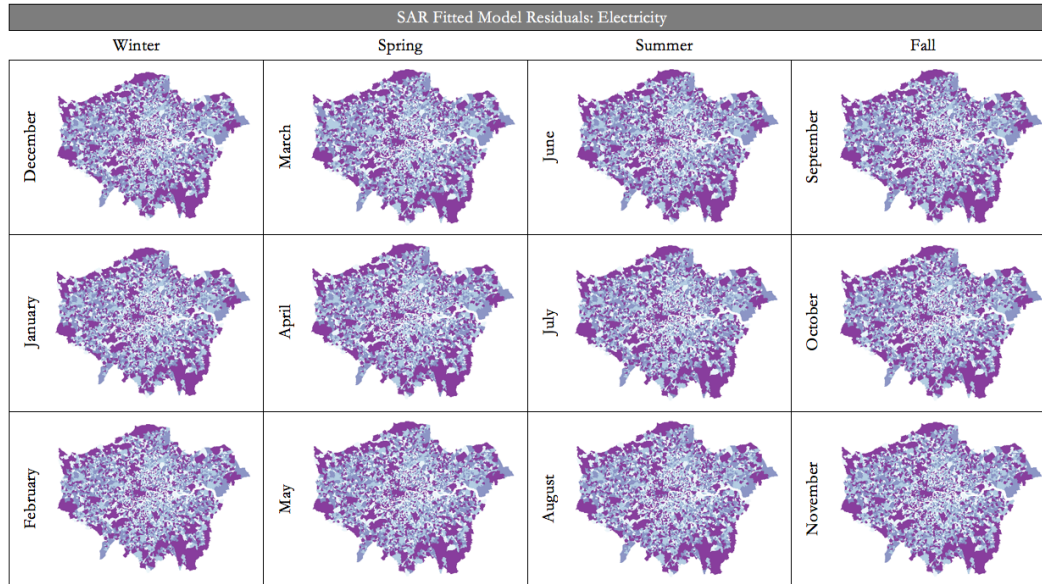 SAR Fitted Model Residuals: Electricity
Winter
Spring
Summer
Fall
December
March
June
September
January
April
July
October
February
May
August
November